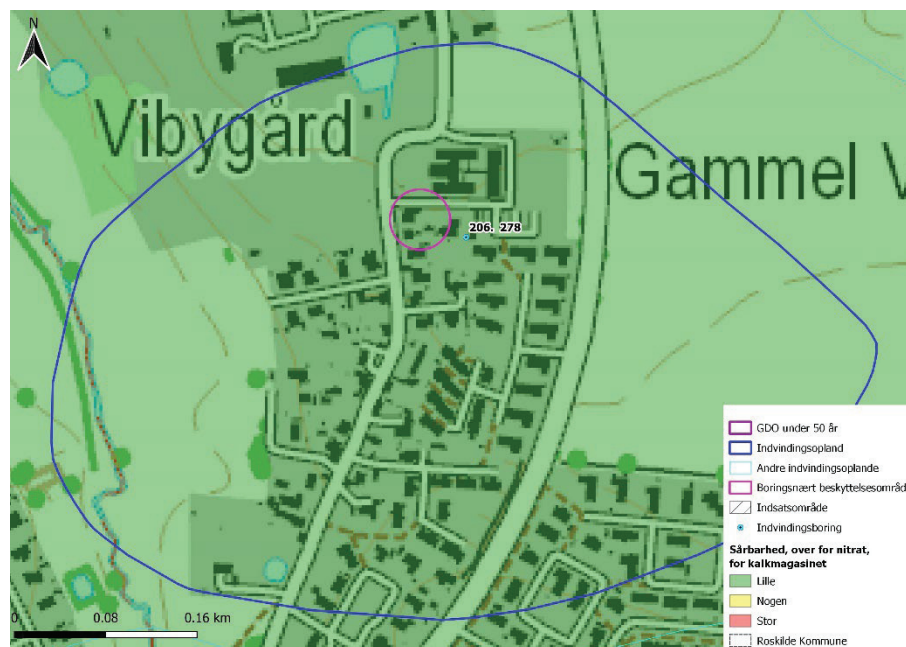 N
Vibygård
Gammel V
206. 278
GDO under 50 år
Indvindingsopland
Andre indvindingsoplande
Boringsnært beskyttelsesområd
Indsatsområde
Indvindingsboring
Sårbarhed, over for nitrat,
for kalkmagasinet
Lille
Nogen
Stor
Roskilde Kommune
0 0.08 0.16 km